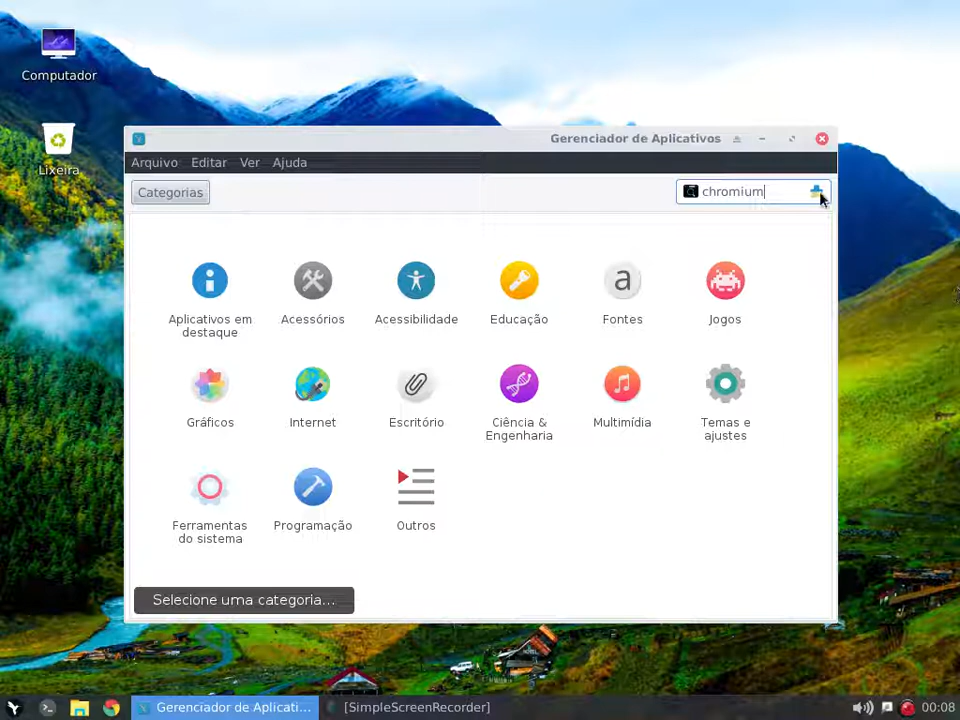 Computador
Lixeira
Gerenciador de Aplicativos
Arquivo Editar Ver Ajuda
Categorias
chromium
Aplicativos em
destaque
Acessórios
Acessibilidade
Educação
Fontes
Jogos
Gráficos
Internet
Escritório
Ciência &
Engenharia
Multimídia
Temas e
ajustes
Ferramentas
do sistema
Programação
Outros
Selecione uma categoria...
Gerenciador de Aplicati...
[SimpleScreenRecorder]
00:08